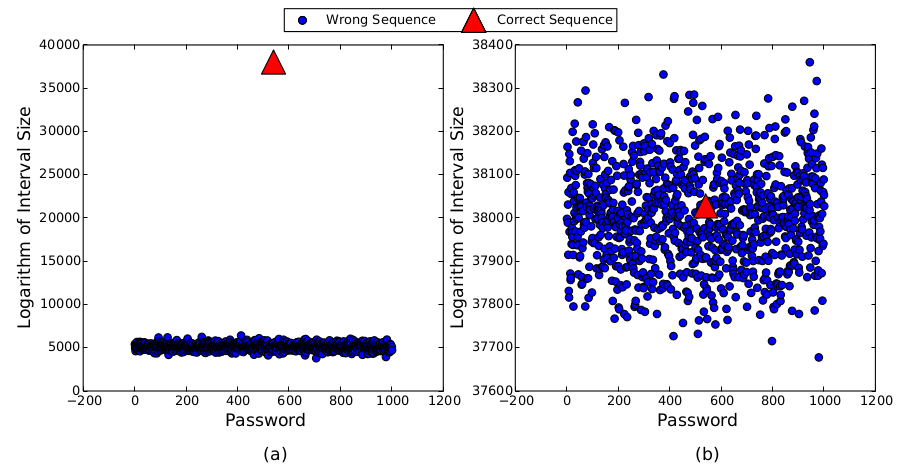 Wrong Sequence Correct Sequence
40000
35000
30000
25000
20000
15000
10000
5000
0
Logarithm of Interval Size
−200 0 200 400 600 800 1000 1200
Password
(a)
38400
38300
38200
38100
38000
37900
37800
37700
37600
Logarithm of Interval Size
−200 0 200 400 600 800 1000 1200
Password
(b)